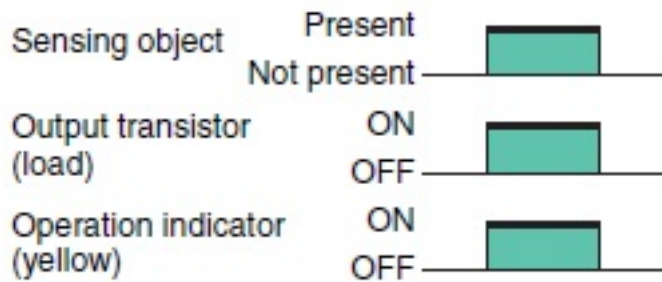 Sensing object
Present
Not present
Output transistor
(load)
ON
OFF
Operation indicator
(yellow)
ON
OFF